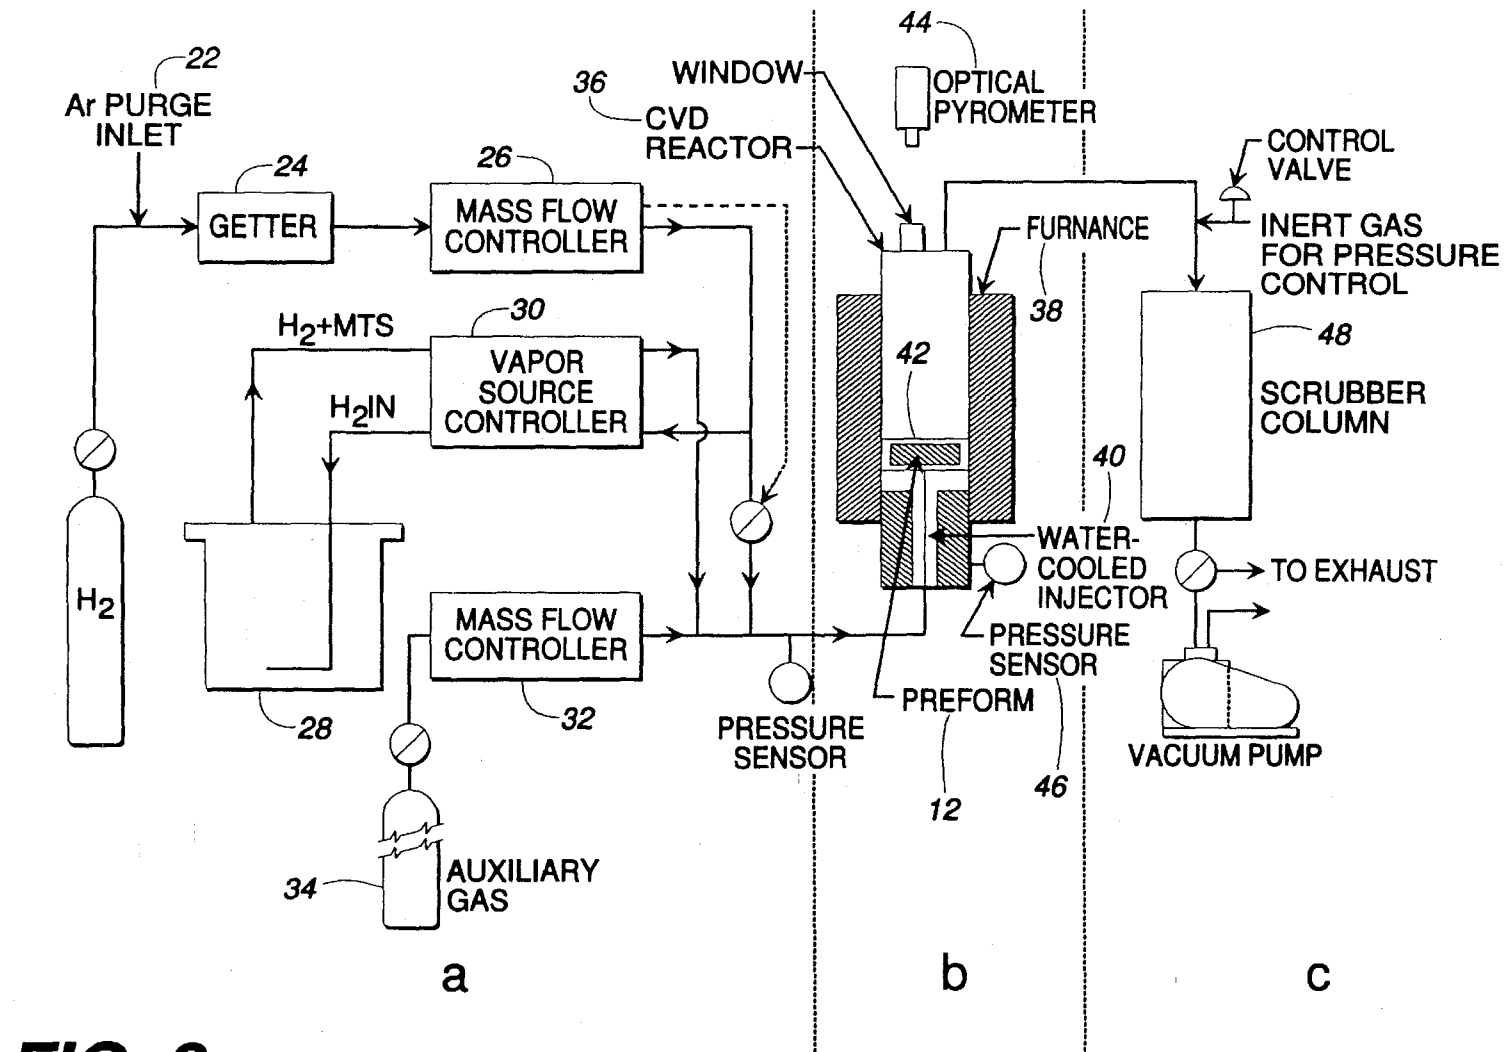 22
Ar PURGE
INLET
24
GETTER
26
MASS FLOW
CONTROLLER
H2+MTS
30
VAPOR
SOURCE
CONTROLLER
H2IN
H2
28
MASS FLOW
CONTROLLER
32
34
AUXILIARY
GAS
PRESSURE
SENSOR
a
44
WINDOW
36
CVD
REACTOR
OPTICAL
PYROMETER
FURNANCE
38
42
40
WATER-
COOLED
INJECTOR
PRESSURE
SENSOR
PREFORM
12
46
b
CONTROL
VALVE
INERT GAS
FOR PRESSURE
CONTROL
48
SCRUBBER
COLUMN
TO EXHAUST
VACUUM PUMP
c